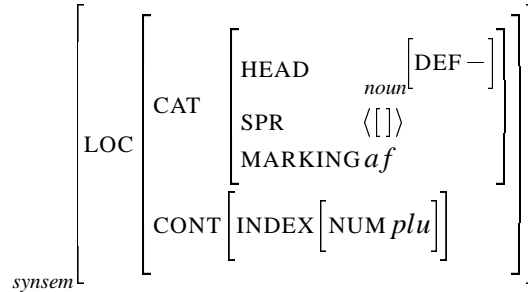 HEAD noun[DEF −]
CAT
SPR ⟨[ ]⟩
LOC
MARKING af
CONT [INDEX [NUM plu]]
synsem